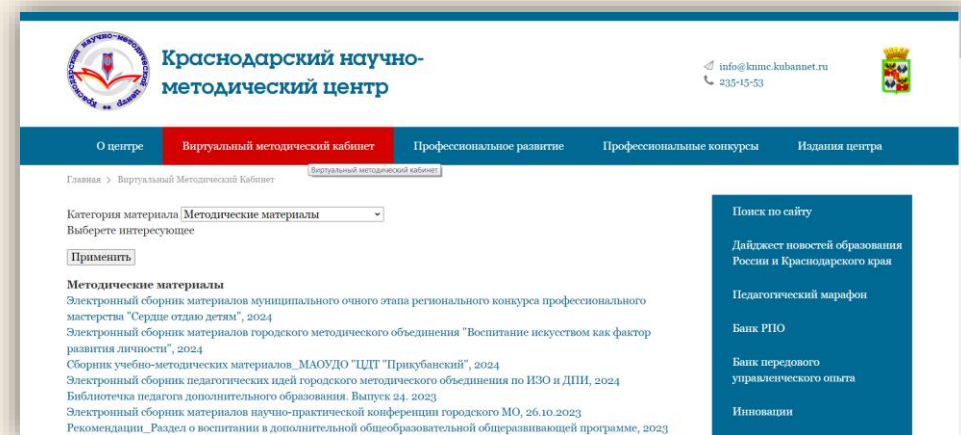 Краснодарский научно-методический центр
Краснодарский научно-
методический центр
info@knmc.kubannet.ru
235-15-53
О центре
Виртуальный методический кабинет
Профессиональное развитие
Профессиональные конкурсы
Издания центра
Виртуальный методический кабинет
Главная > Виртуальный Методический Кабинет
Категория материала Методические материалы
Выберете интересующее
Применить
Методические материалы
Электронный сборник материалов муниципального очного этапа регионального конкурса профессионального
мастерства "Сердце отдаю детям", 2024
Электронный сборник материалов городского методического объединения "Воспитание искусством как фактор
развития личности", 2024
Сборник учебно-методических материалов_МАОУДО "ЦДТ "Прикубанский", 2024
Электронный сборник педагогических идей городского методического объединения по ИЗО и ДПИ, 2024
Библиотечка педагога дополнительного образования. Выпуск 24. 2023
Электронный сборник материалов научно-практической конференции городского МО, 26.10.2023
Рекомендации_Раздел о воспитании в дополнительной общеобразовательной общеразвивающей программе, 2023
Поиск по сайту
Дайджест новостей образования
России и Краснодарского края
Педагогический марафон
Банк РПО
Банк передового
управленческого опыта
Инновации